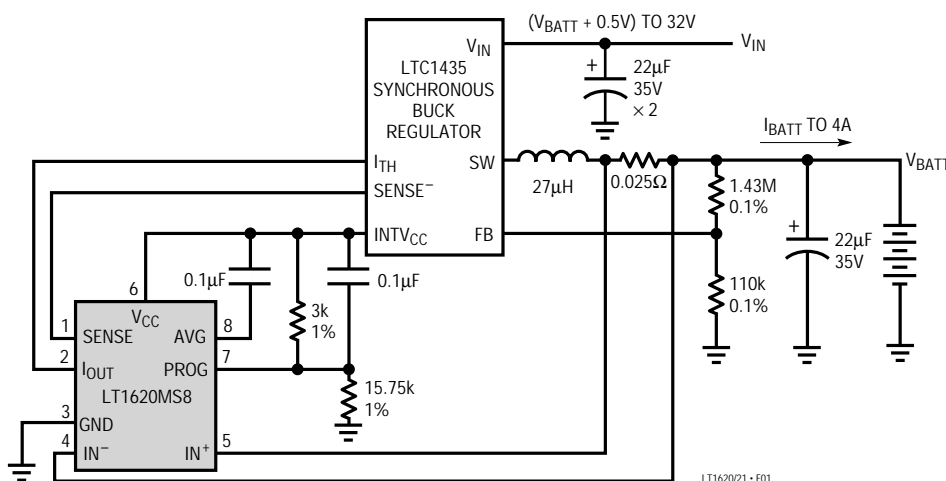 (VBATT + 0.5V) TO 32V
VIN
VIN
LTC1435
SYNCHRONOUS
BUCK
REGULATOR
+
22µF
35V
× 2
IBATT TO 4A
ITH
SW
VBATT
SENSE−
27µH
0.025Ω
1.43M
0.1%
INTVCC
FB
+
22µF
35V
0.1µF
0.1µF
110k
0.1%
6
VCC
3k
1%
1
SENSE
AVG
8
2
IOUT
PROG
7
LT1620MS8
15.75k
1%
3
GND
4
IN−
IN+
5
LT1620/21 • F01